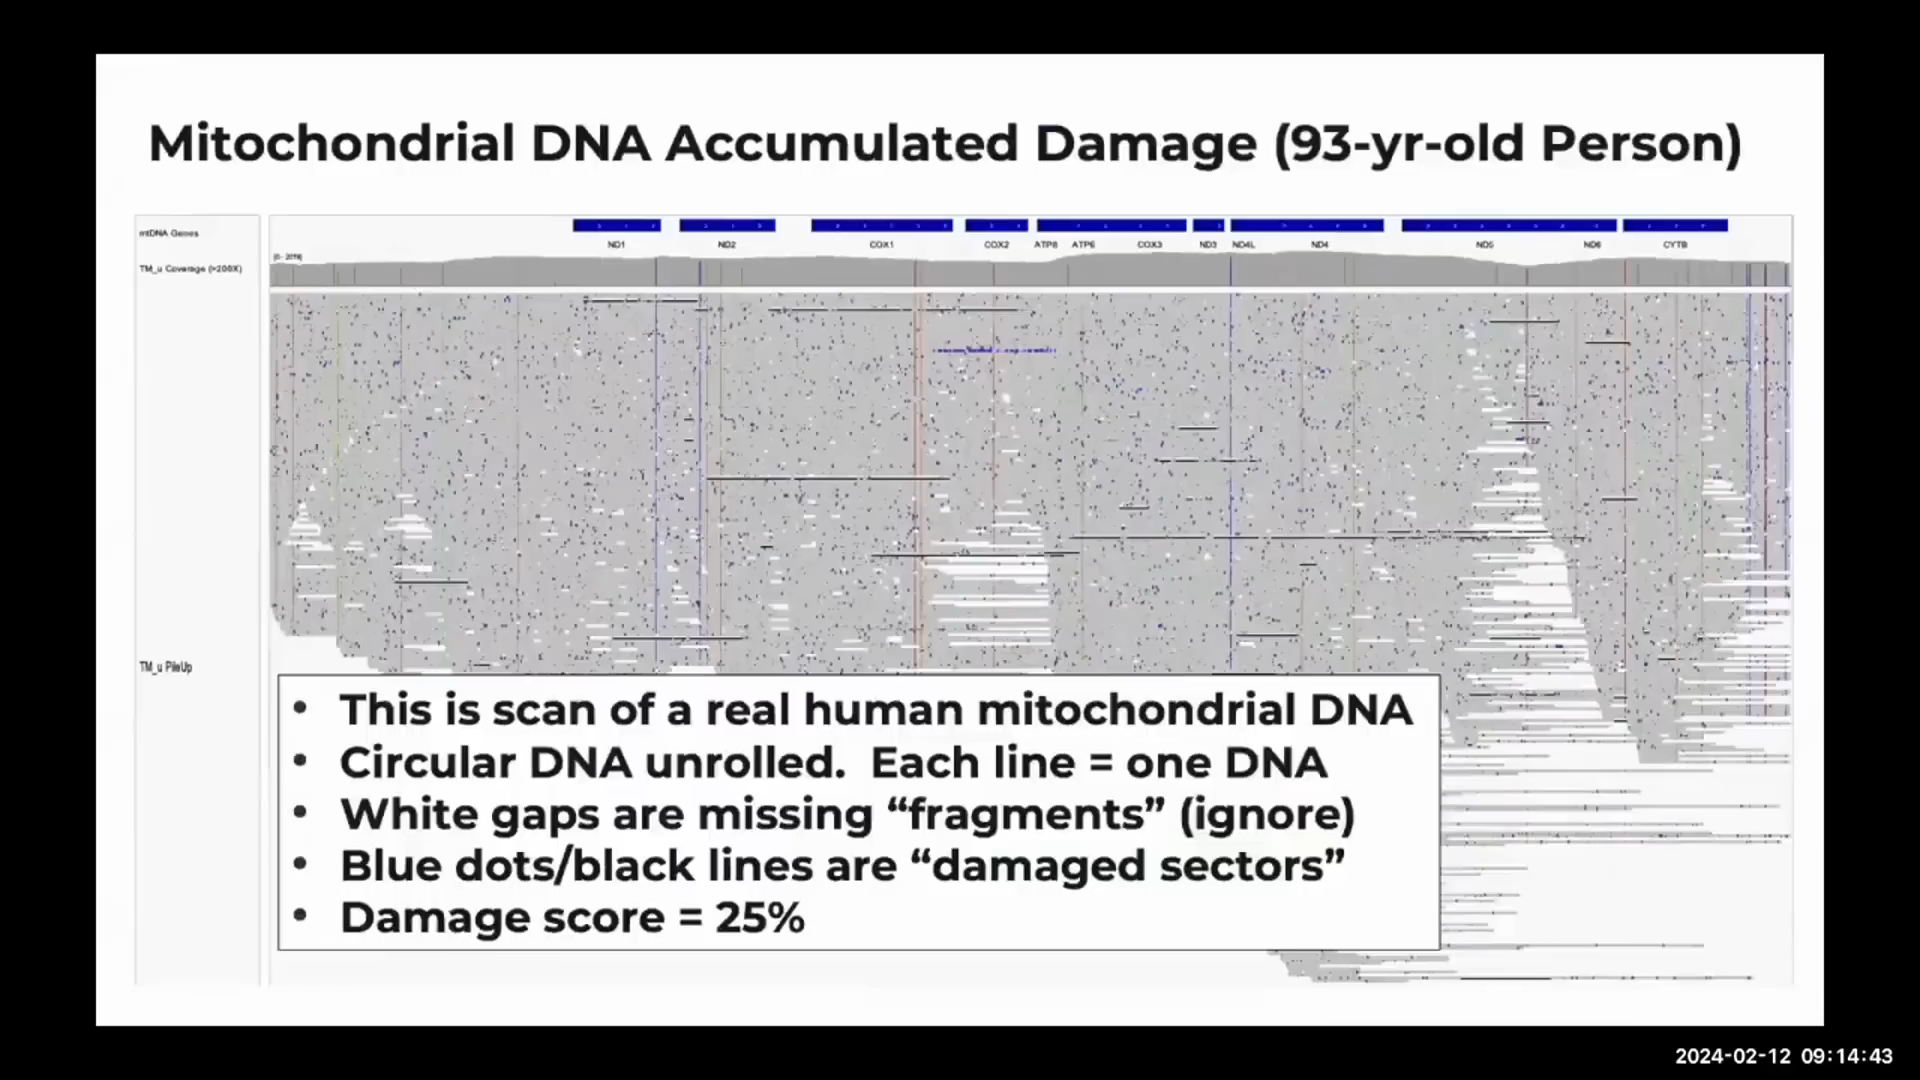 Mitochondrial DNA Accumulated Damage (93-yr-old Person)
mtDNA Genes
ND1 ND2 COX1 COX2 ATP8 ATP6 COX3 ND3 ND4L ND4 ND5 ND6 CYTB
TM_u Coverage (>200X)
TM_u PileUp
• This is scan of a real human mitochondrial DNA
• Circular DNA unrolled. Each line = one DNA
• White gaps are missing “fragments” (ignore)
• Blue dots/black lines are “damaged sectors”
• Damage score = 25%
2024-02-12 09:14:43